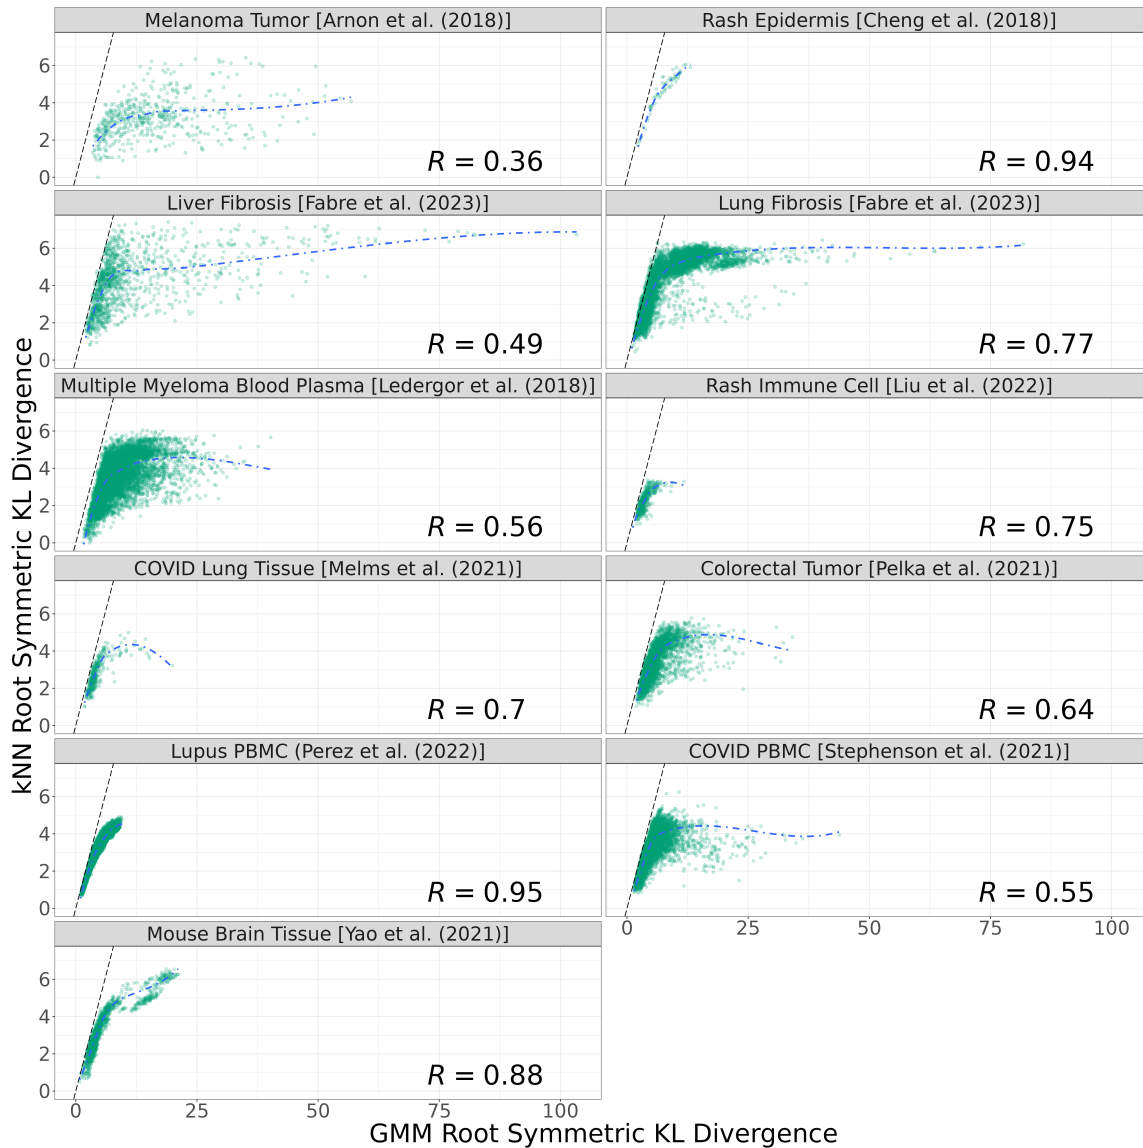 Melanoma Tumor [Arnon et al. (2018)]
Rash Epidermis [Cheng et al. (2018)]
6
4
2
0
R = 0.36
R = 0.94
Liver Fibrosis [Fabre et al. (2023)]
Lung Fibrosis [Fabre et al. (2023)]
6
4
2
0
R = 0.49
R = 0.77
Multiple Myeloma Blood Plasma [Ledergor et al. (2018)]
Rash Immune Cell [Liu et al. (2022)]
6
4
2
0
R = 0.56
R = 0.75
COVID Lung Tissue [Melms et al. (2021)]
Colorectal Tumor [Pelka et al. (2021)]
6
4
2
0
R = 0.7
R = 0.64
Lupus PBMC (Perez et al. (2022)]
COVID PBMC [Stephenson et al. (2021)]
6
4
2
0
R = 0.95
R = 0.55
0 25 50 75 100
Mouse Brain Tissue [Yao et al. (2021)]
6
4
2
0
R = 0.88
0 25 50 75 100
GMM Root Symmetric KL Divergence
kNN Root Symmetric KL Divergence